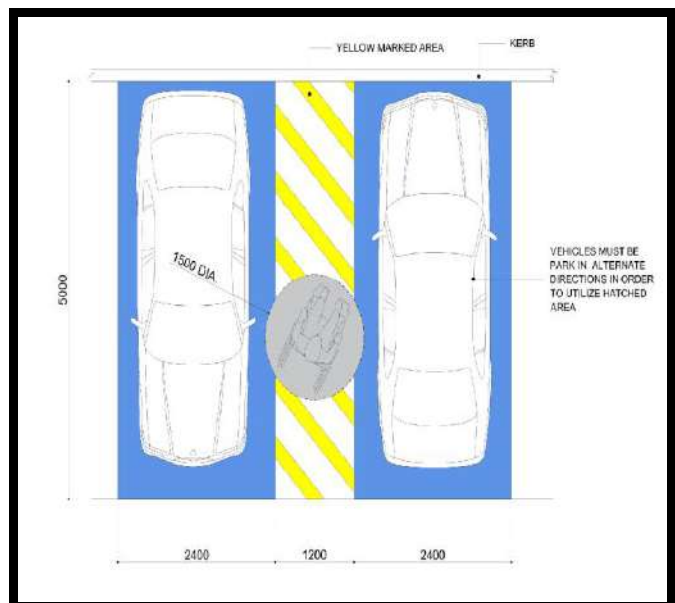 YELLOW MARKED AREA
KERB
1500 DIA
5000
VEHICLES MUST BE
PARK IN ALTERNATE
DIRECTIONS IN ORDER
TO UTILIZE HATCHED
AREA
2400
1200
2400